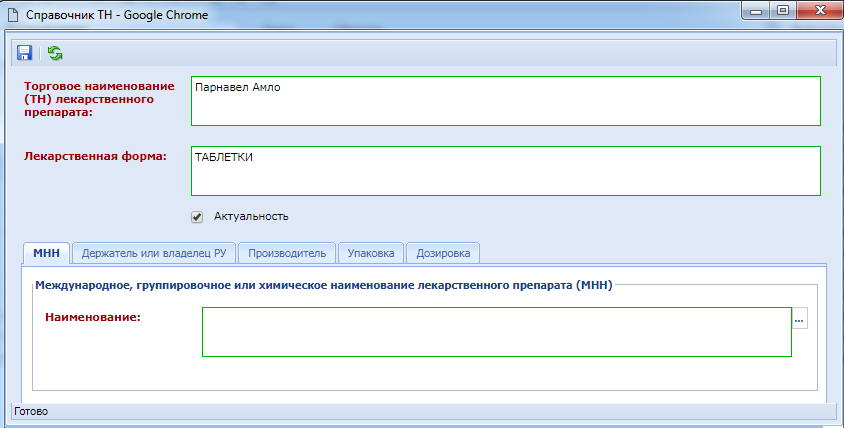 Справочник ТН - Google Chrome
Торговое наименование
(ТН) лекарственного
препарата:
Парнавел Амло
Лекарственная форма:
ТАБЛЕТКИ
Актуальность
МНН Держатель или владелец РУ Производитель Упаковка Дозировка
Международное, группировочное или химическое наименование лекарственного препарата (МНН)
Наименование:
...
Готово